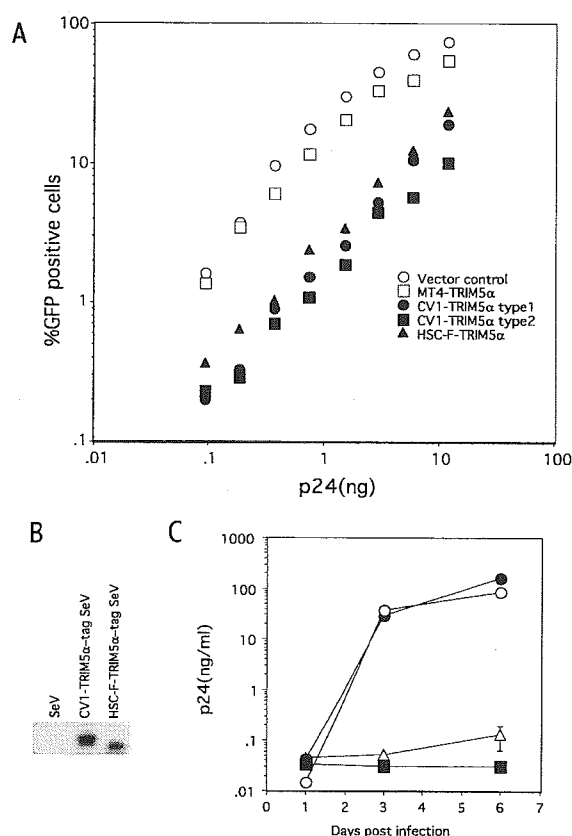 A
100
10
1
.1
%GFP positive cells
.01
.1
1
10
100
p24(ng)
Vector control
MT4-TRIM5α
CV1-TRIM5α type1
CV1-TRIM5α type2
HSC-F-TRIM5α
B
SeV
CV1-TRIM5α-tag SeV
HSC-F-TRIM5α-tag SeV
C
1000
100
10
1
.1
.01
p24(ng/ml)
0
1
2
3
4
5
6
7
Days post infection